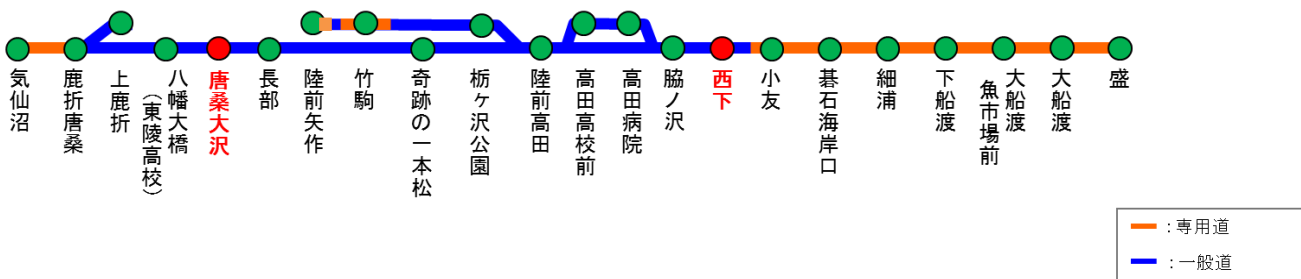 気仙沼
鹿折唐桑
上鹿折
八幡大橋
（東陵高校）
唐桑大沢
長部
陸前矢作
竹駒
奇跡の一本松
栃ヶ沢公園
陸前高田
高田高校前
高田病院
脇ノ沢
西下
小友
碁石海岸口
細浦
下船渡
大船渡
魚市場前
大船渡
盛
：専用道
：一般道